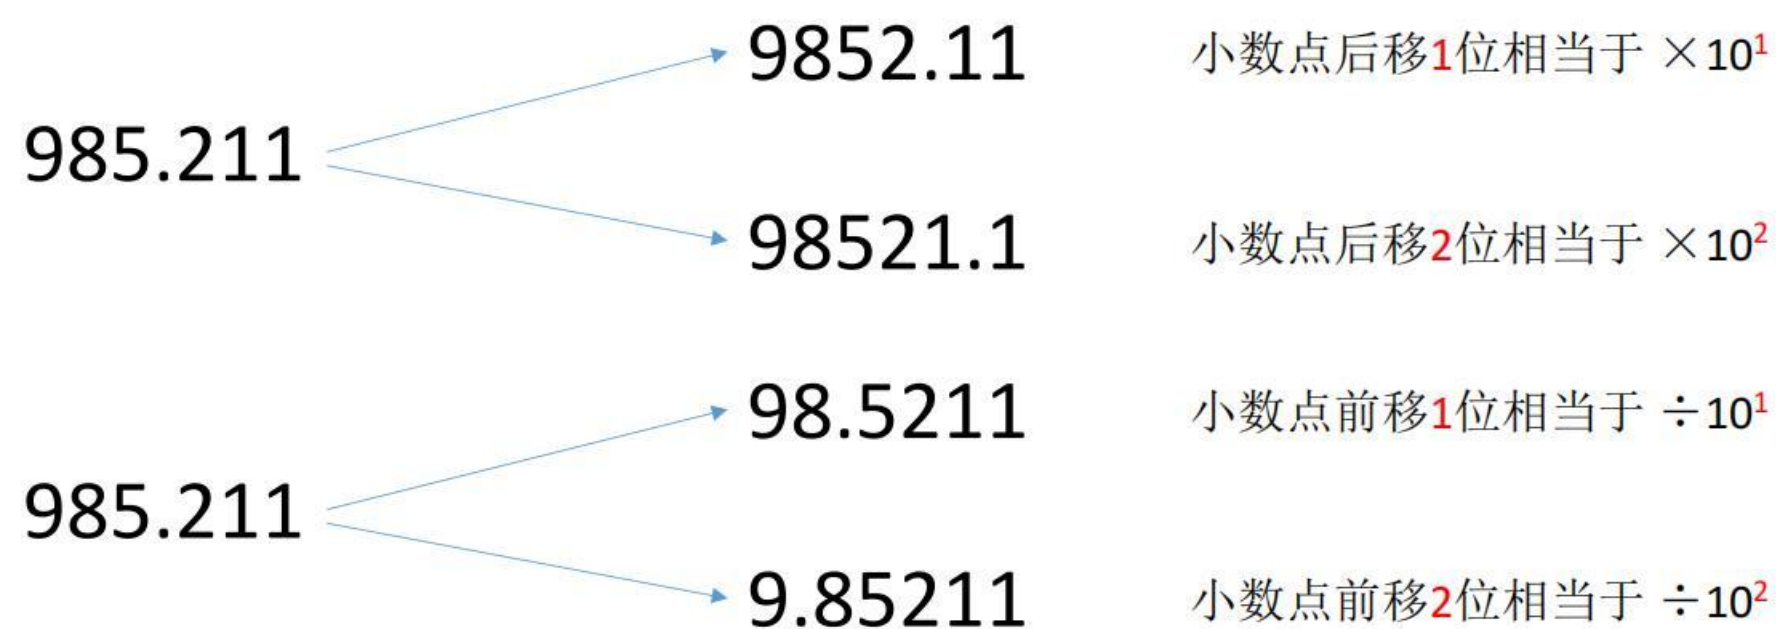 9852.11 小数点后移1位相当于 ×10¹
985.211
98521.1 小数点后移2位相当于 ×10²
98.5211 小数点前移1位相当于 ÷10¹
985.211
9.85211 小数点前移2位相当于 ÷10²